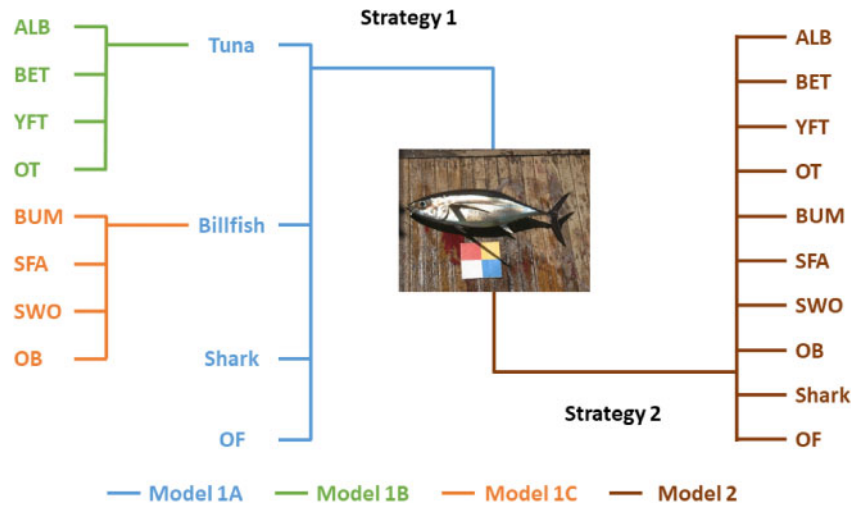 Strategy 1
ALB
BET
YFT
OT
BUM
SFA
SWO
OB
Tuna
Billfish
Shark
OF
ALB
BET
YFT
OT
BUM
SFA
SWO
OB
Shark
OF
Strategy 2
Model 1A Model 1B Model 1C Model 2